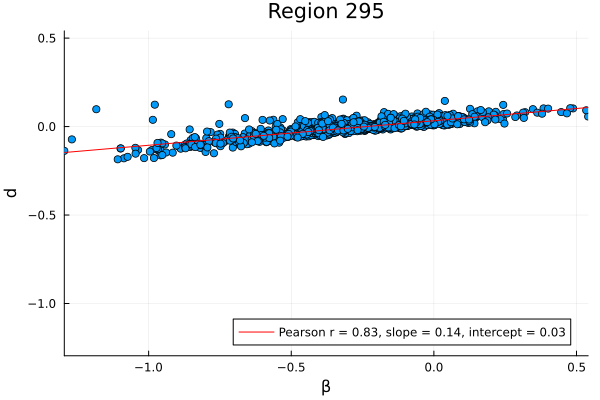 Region 295
0.5
0.0
−0.5
−1.0
d
Pearson r = 0.83, slope = 0.14, intercept = 0.03
−1.0 −0.5 0.0 0.5
β